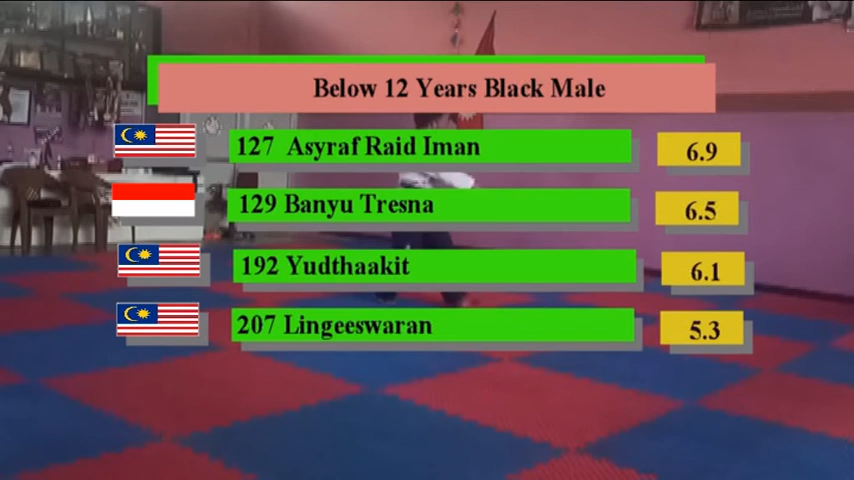 Below 12 Years Black Male
127 Asyraf Raid Iman 6.9
129 Banyu Tresna 6.5
192 Yudthaakit 6.1
207 Lingeeswaran 5.3